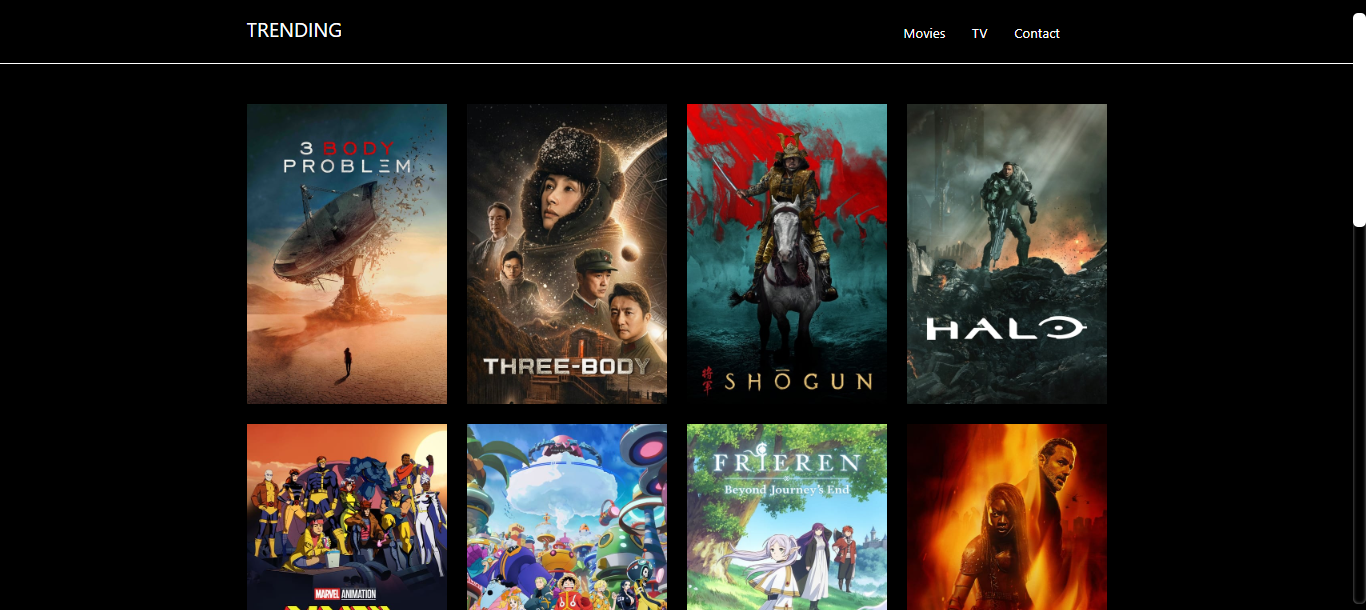 TRENDING
Movies TV Contact
3 BODY
PROBLEM
THREE-BODY
将軍
SHŌGUN
HALO
MARVEL ANIMATION
FRIEREN
Beyond Journey's End